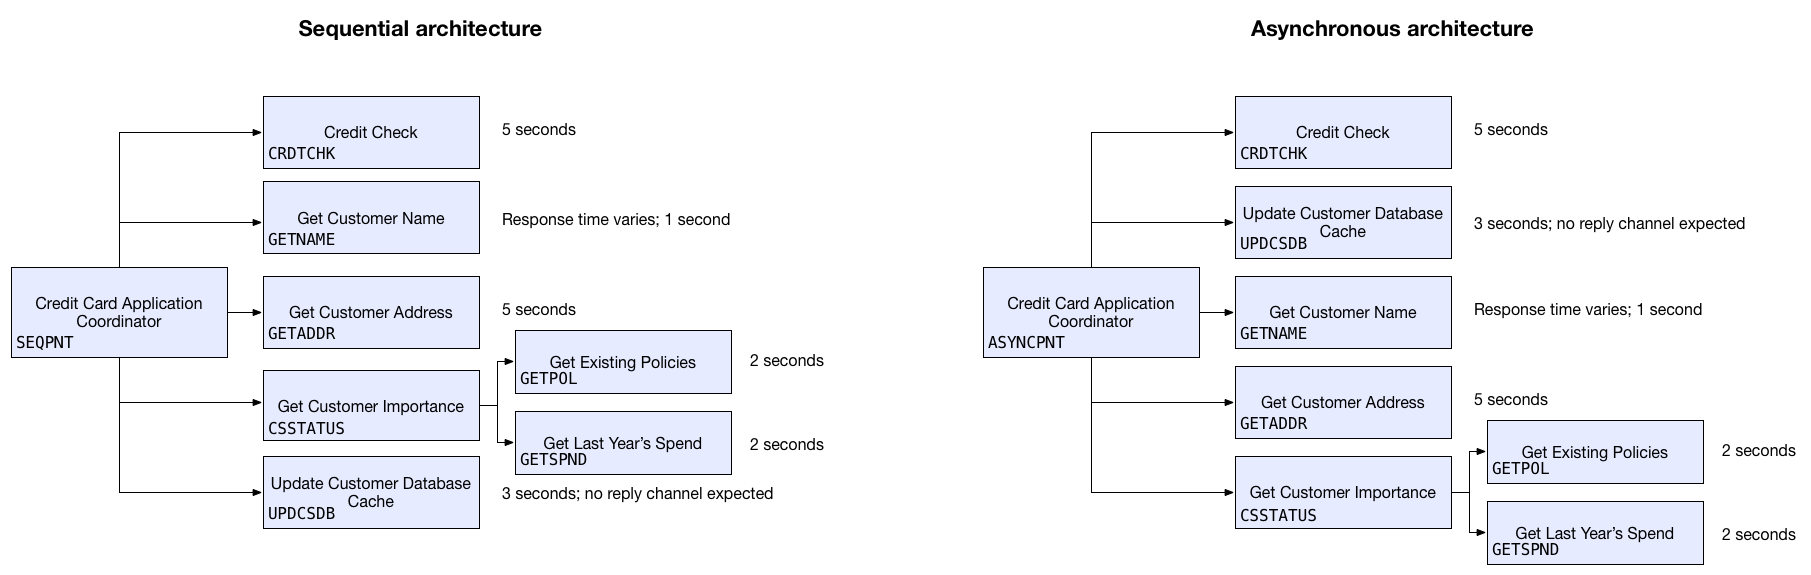 Sequential architecture
Credit Check
CRDTCHK
5 seconds
Get Customer Name
GETNAME
Response time varies; 1 second
Credit Card Application
Coordinator
SEQPNT
Get Customer Address
GETADDR
5 seconds
Get Customer Importance
CSSTATUS
Get Existing Policies
GETPOL
2 seconds
Get Last Year’s Spend
GETSPND
2 seconds
Update Customer Database
Cache
UPDCSDB
3 seconds; no reply channel expected
Asynchronous architecture
Credit Check
CRDTCHK
5 seconds
Update Customer Database
Cache
UPDCSDB
3 seconds; no reply channel expected
Credit Card Application
Coordinator
ASYNCPNT
Get Customer Name
GETNAME
Response time varies; 1 second
Get Customer Address
GETADDR
5 seconds
Get Customer Importance
CSSTATUS
Get Existing Policies
GETPOL
2 seconds
Get Last Year’s Spend
GETSPND
2 seconds